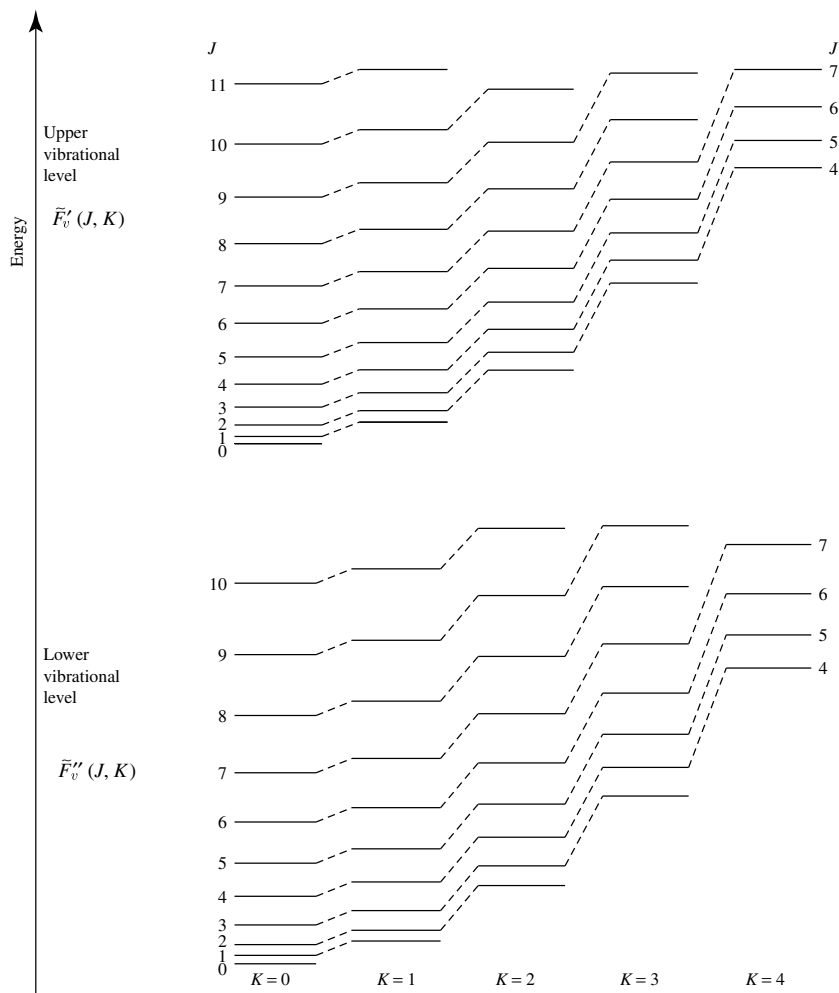 J
J
11
7
10
6
Upper
vibrational
level
5
9
4
F̃′v (J, K)
Energy
8
7
6
5
4
3
2
1
0
7
10
6
Lower
vibrational
level
5
9
4
8
F̃″v (J, K)
7
6
5
4
3
2
1
0
K = 0 K = 1 K = 2 K = 3 K = 4